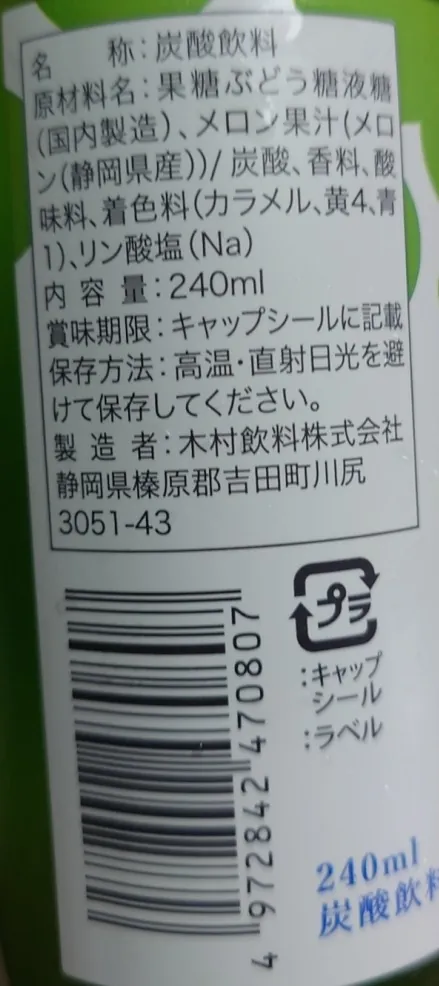 名 称:炭酸飲料
原材料名:果糖ぶどう糖液糖
(国内製造)、メロン果汁(メロ
ン(静岡県産))/炭酸、香料、酸
味料、着色料(カラメル、黄4、青
1)、リン酸塩(Na)
内容量:240ml
賞味期限:キャップシールに記載
保存方法:高温・直射日光を避
けて保存してください。
製造者:木村飲料株式会社
静岡県榛原郡吉田町川尻
3051-43
プラ
:キャップ
シール
:ラベル
4 972842 470807
240ml
炭酸飲料